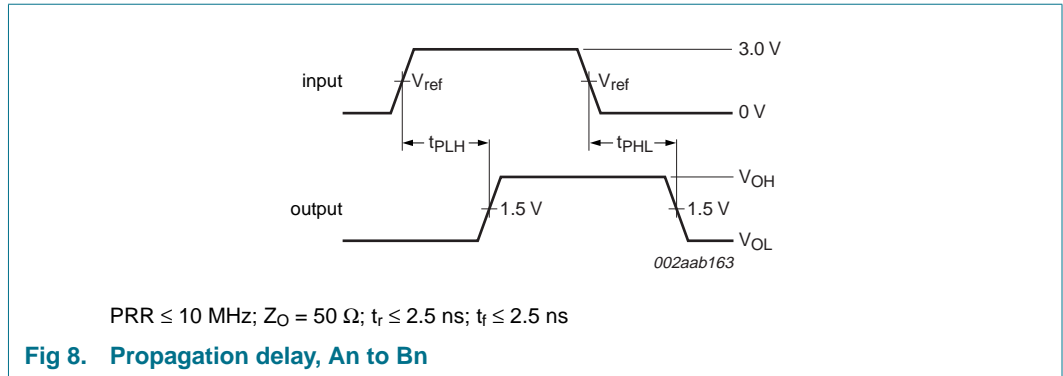 3.0 V
input
Vref
Vref
0 V
tPLH
tPHL
VOH
output
1.5 V
1.5 V
VOL
002aab163
PRR ≤ 10 MHz; ZO = 50 Ω; tr ≤ 2.5 ns; tf ≤ 2.5 ns
Fig 8. Propagation delay, An to Bn